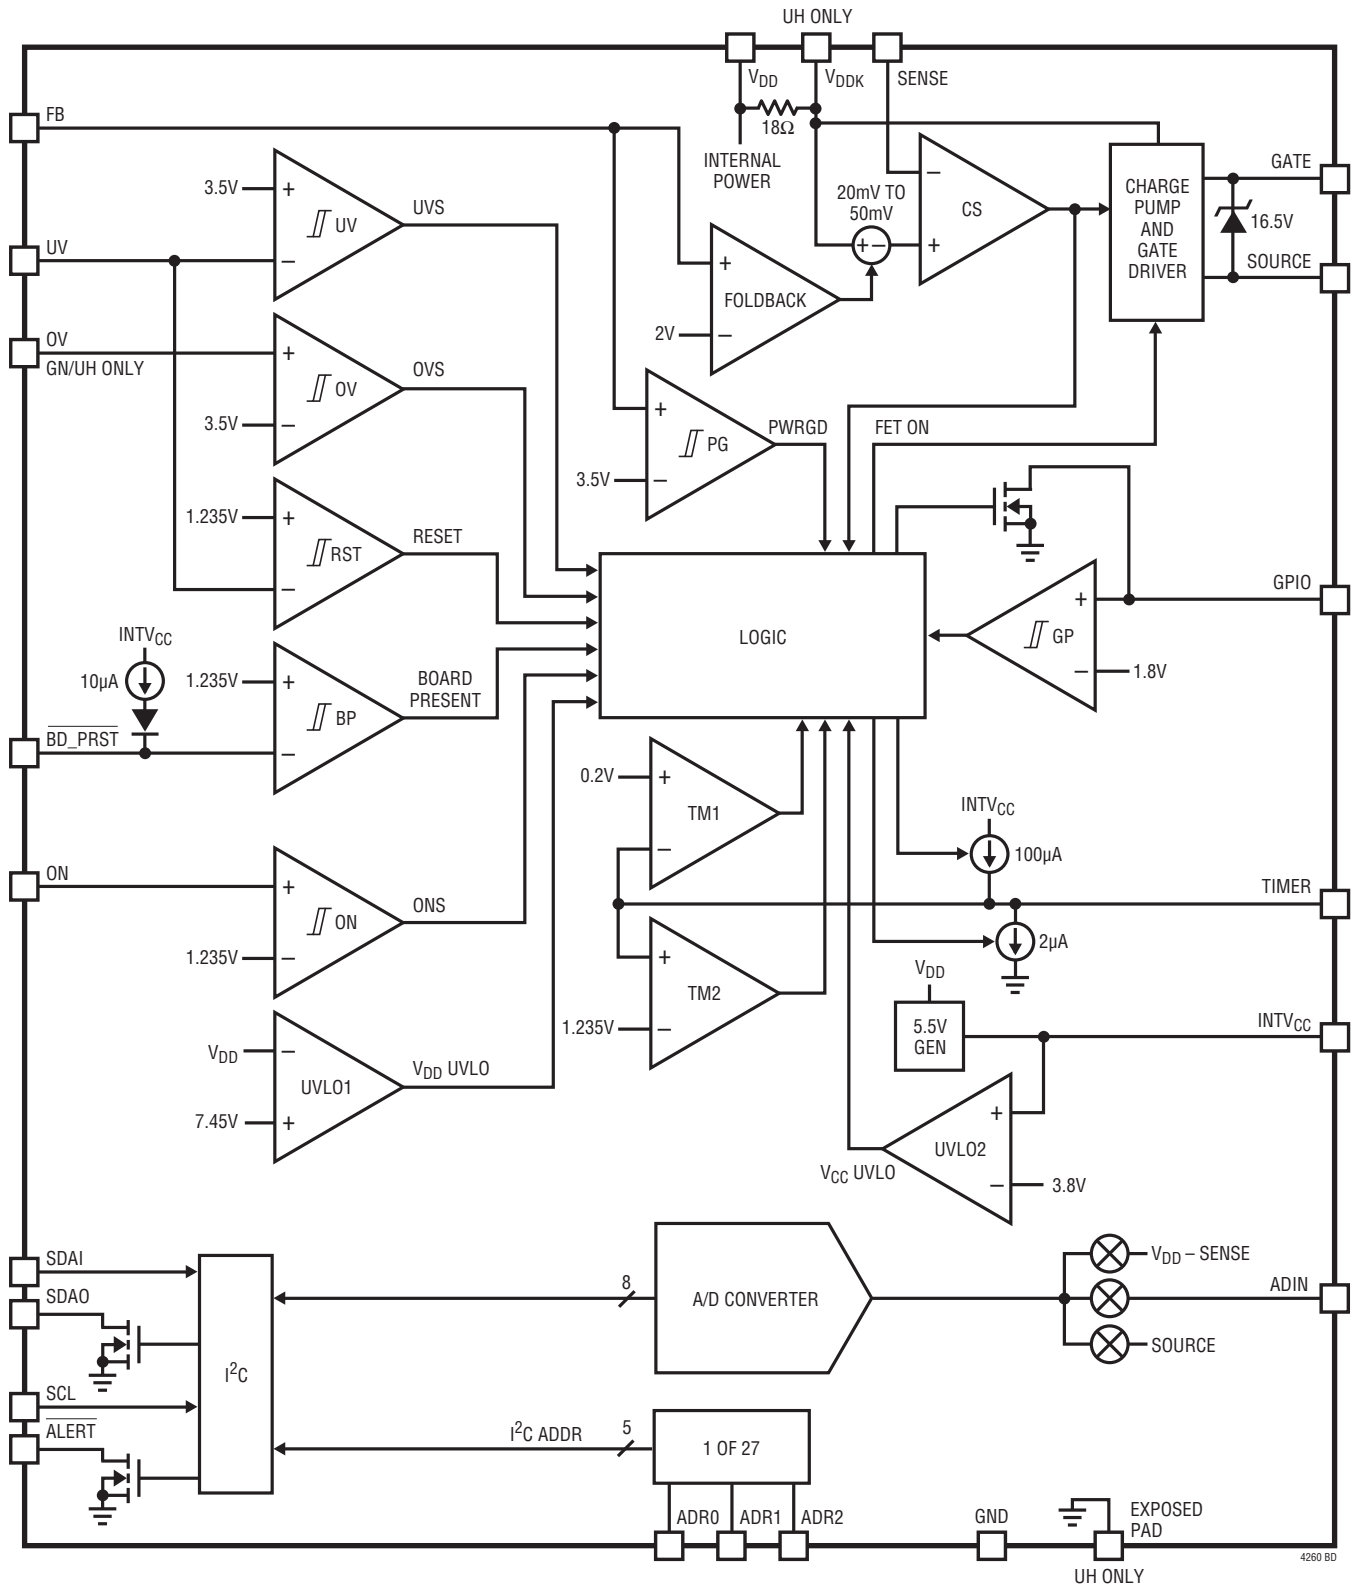 UH ONLY
VDD
VDDK
SENSE
FB
18Ω
INTERNAL
POWER
GATE
3.5V
+
UV
−
UVS
20mV TO
50mV
+−
−
CS
+
CHARGE
PUMP
AND
GATE
DRIVER
16.5V
UV
SOURCE
+
FOLDBACK
2V
−
OV
GN/UH ONLY
+
OV
3.5V
−
OVS
+
PG
3.5V
−
PWRGD
FET ON
1.235V
+
RST
−
RESET
LOGIC
+
GP
−
1.8V
GPIO
INTVCC
10µA
1.235V
+
BP
−
BOARD
PRESENT
BD_PRST
0.2V
+
TM1
−
INTVCC
100µA
ON
+
ON
1.235V
−
ONS
TIMER
2µA
+
TM2
1.235V
−
VDD
5.5V
GEN
INTVCC
VDD
−
UVLO1
7.45V
+
VDD UVLO
+
UVLO2
−
3.8V
VCC UVLO
SDAI
SDAO
SCL
ALERT
I2C
8
A/D CONVERTER
VDD – SENSE
ADIN
SOURCE
I2C ADDR
5
1 OF 27
ADR0
ADR1
ADR2
GND
EXPOSED
PAD
UH ONLY
4260 BD